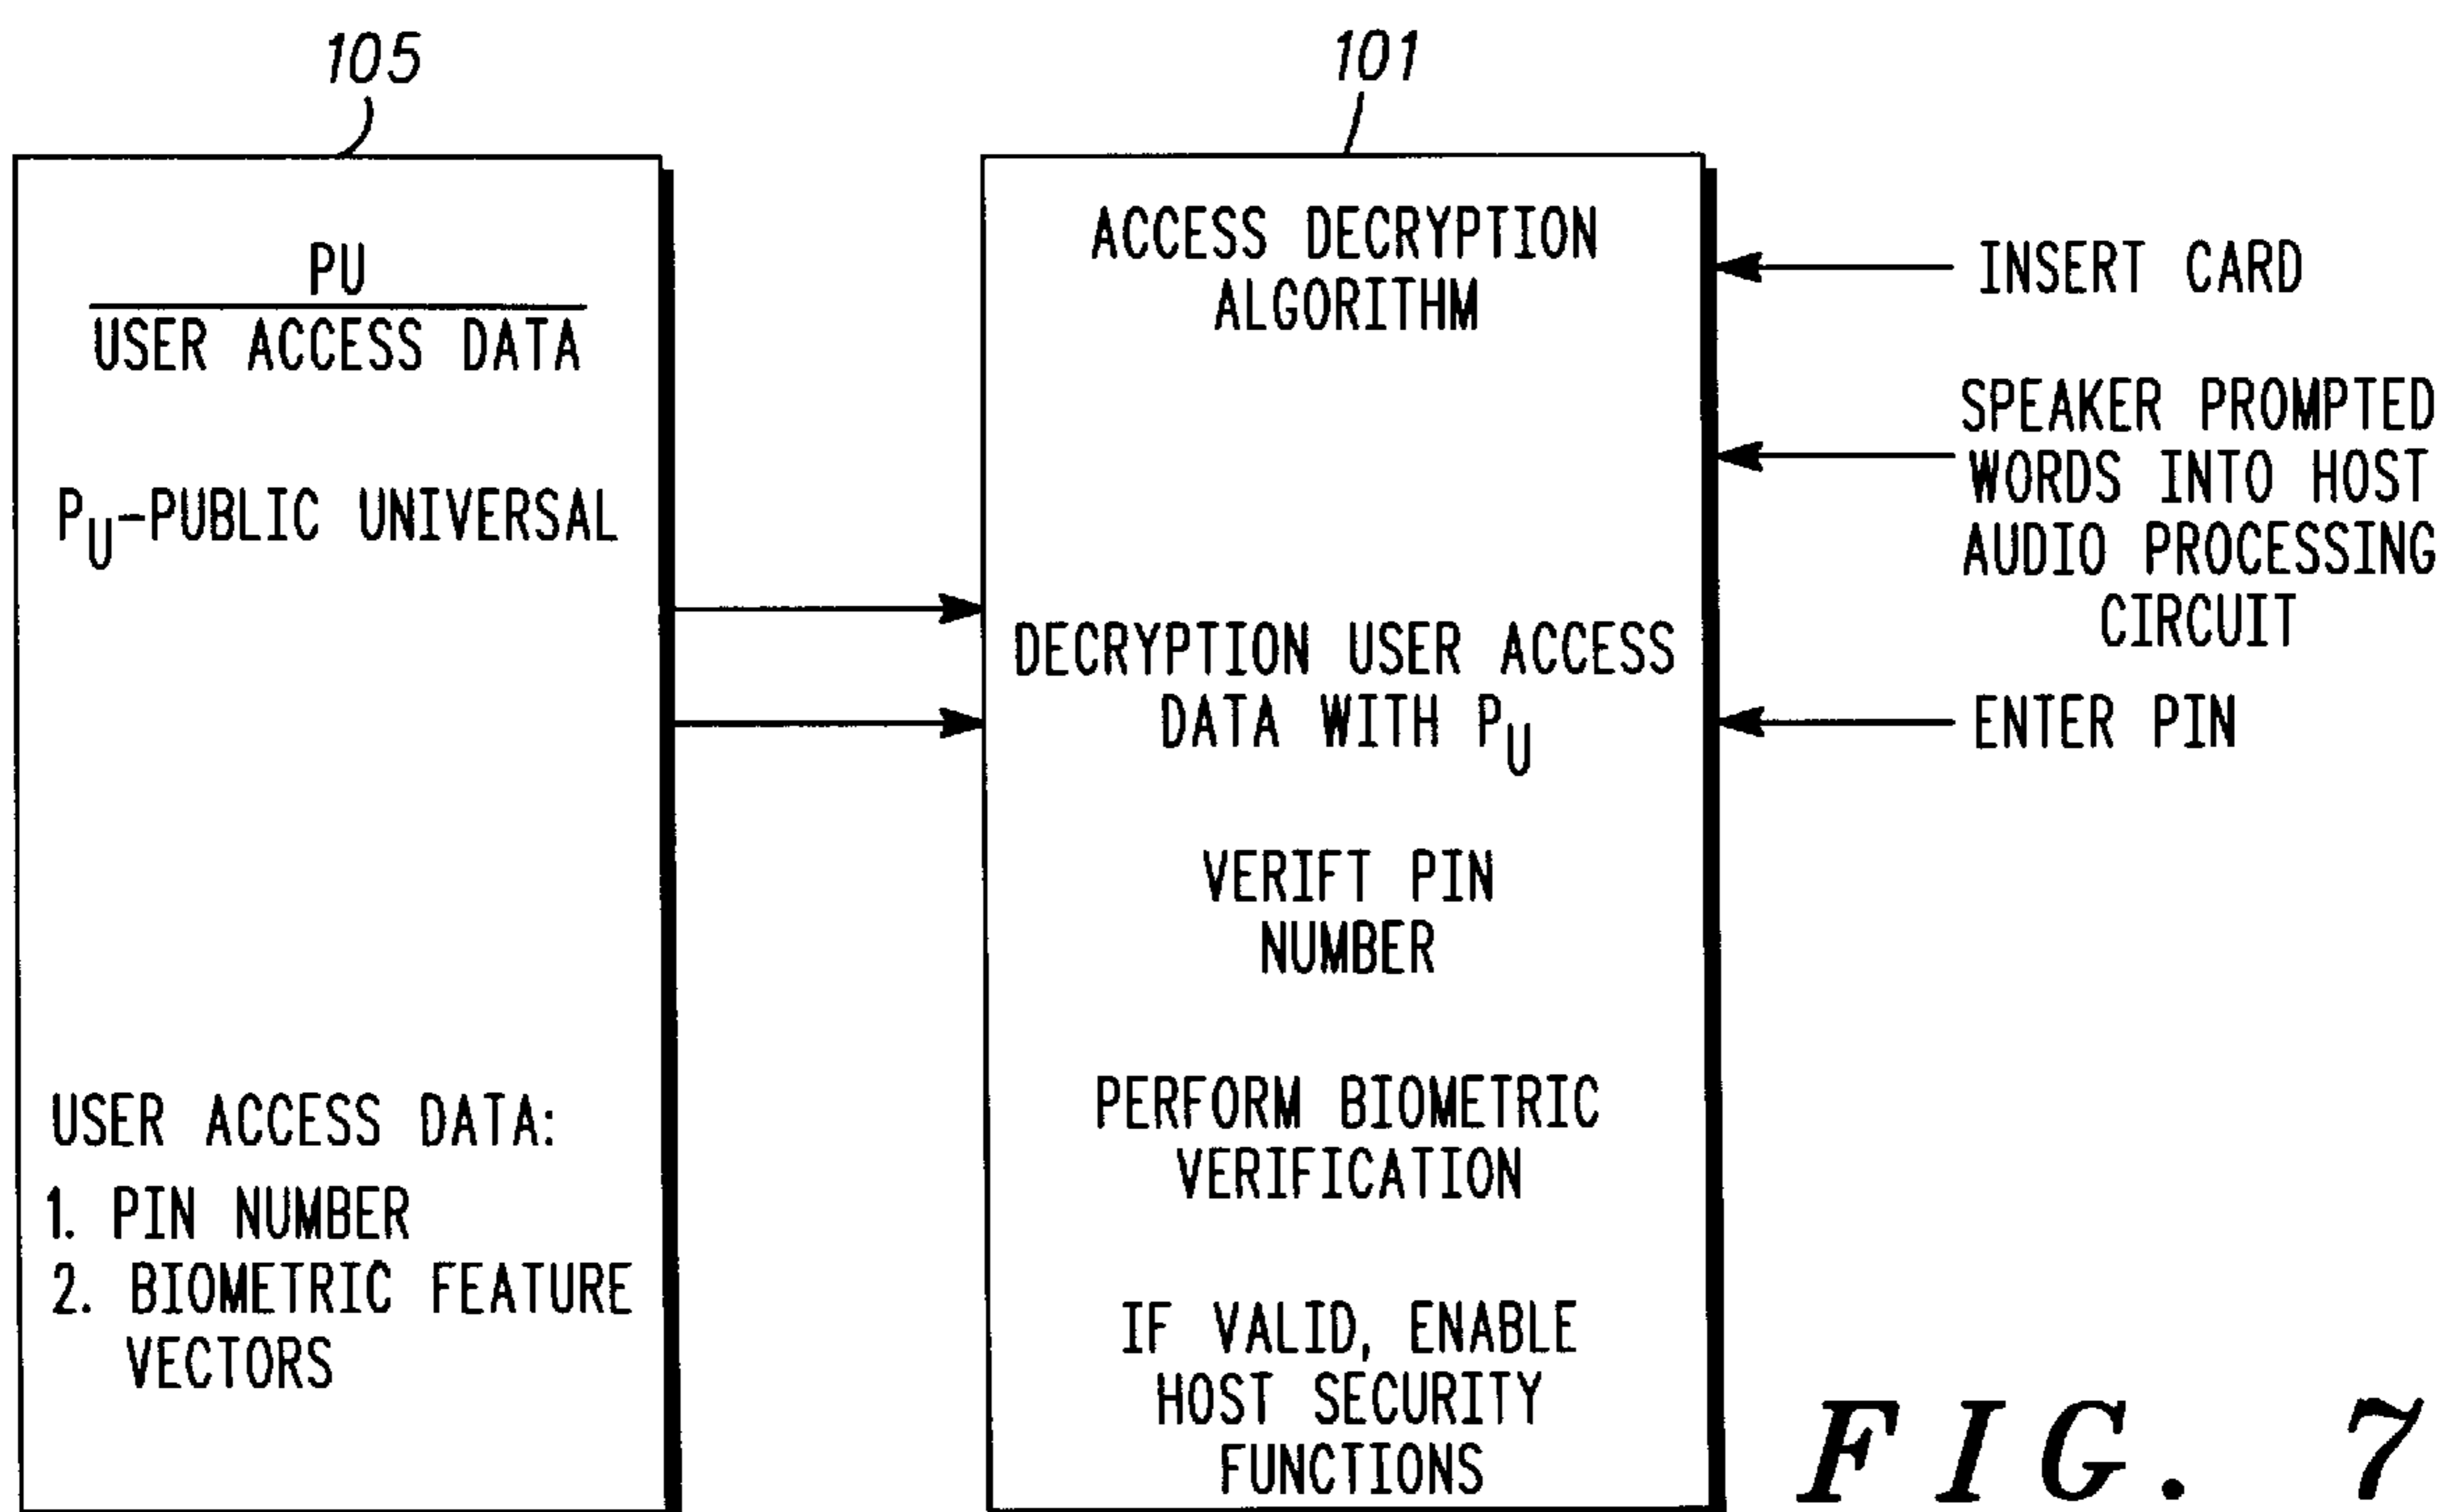 105
PU
USER ACCESS DATA
PU-PUBLIC UNIVERSAL
USER ACCESS DATA:
1. PIN NUMBER
2. BIOMETRIC FEATURE
VECTORS
101
ACCESS DECRYPTION
ALGORITHM
DECRYPTION USER ACCESS
DATA WITH PU
VERIFT PIN
NUMBER
PERFORM BIOMETRIC
VERIFICATION
IF VALID, ENABLE
HOST SECURITY
FUNCTIONS
INSERT CARD
SPEAKER PROMPTED
WORDS INTO HOST
AUDIO PROCESSING
CIRCUIT
ENTER PIN
FIG. 7